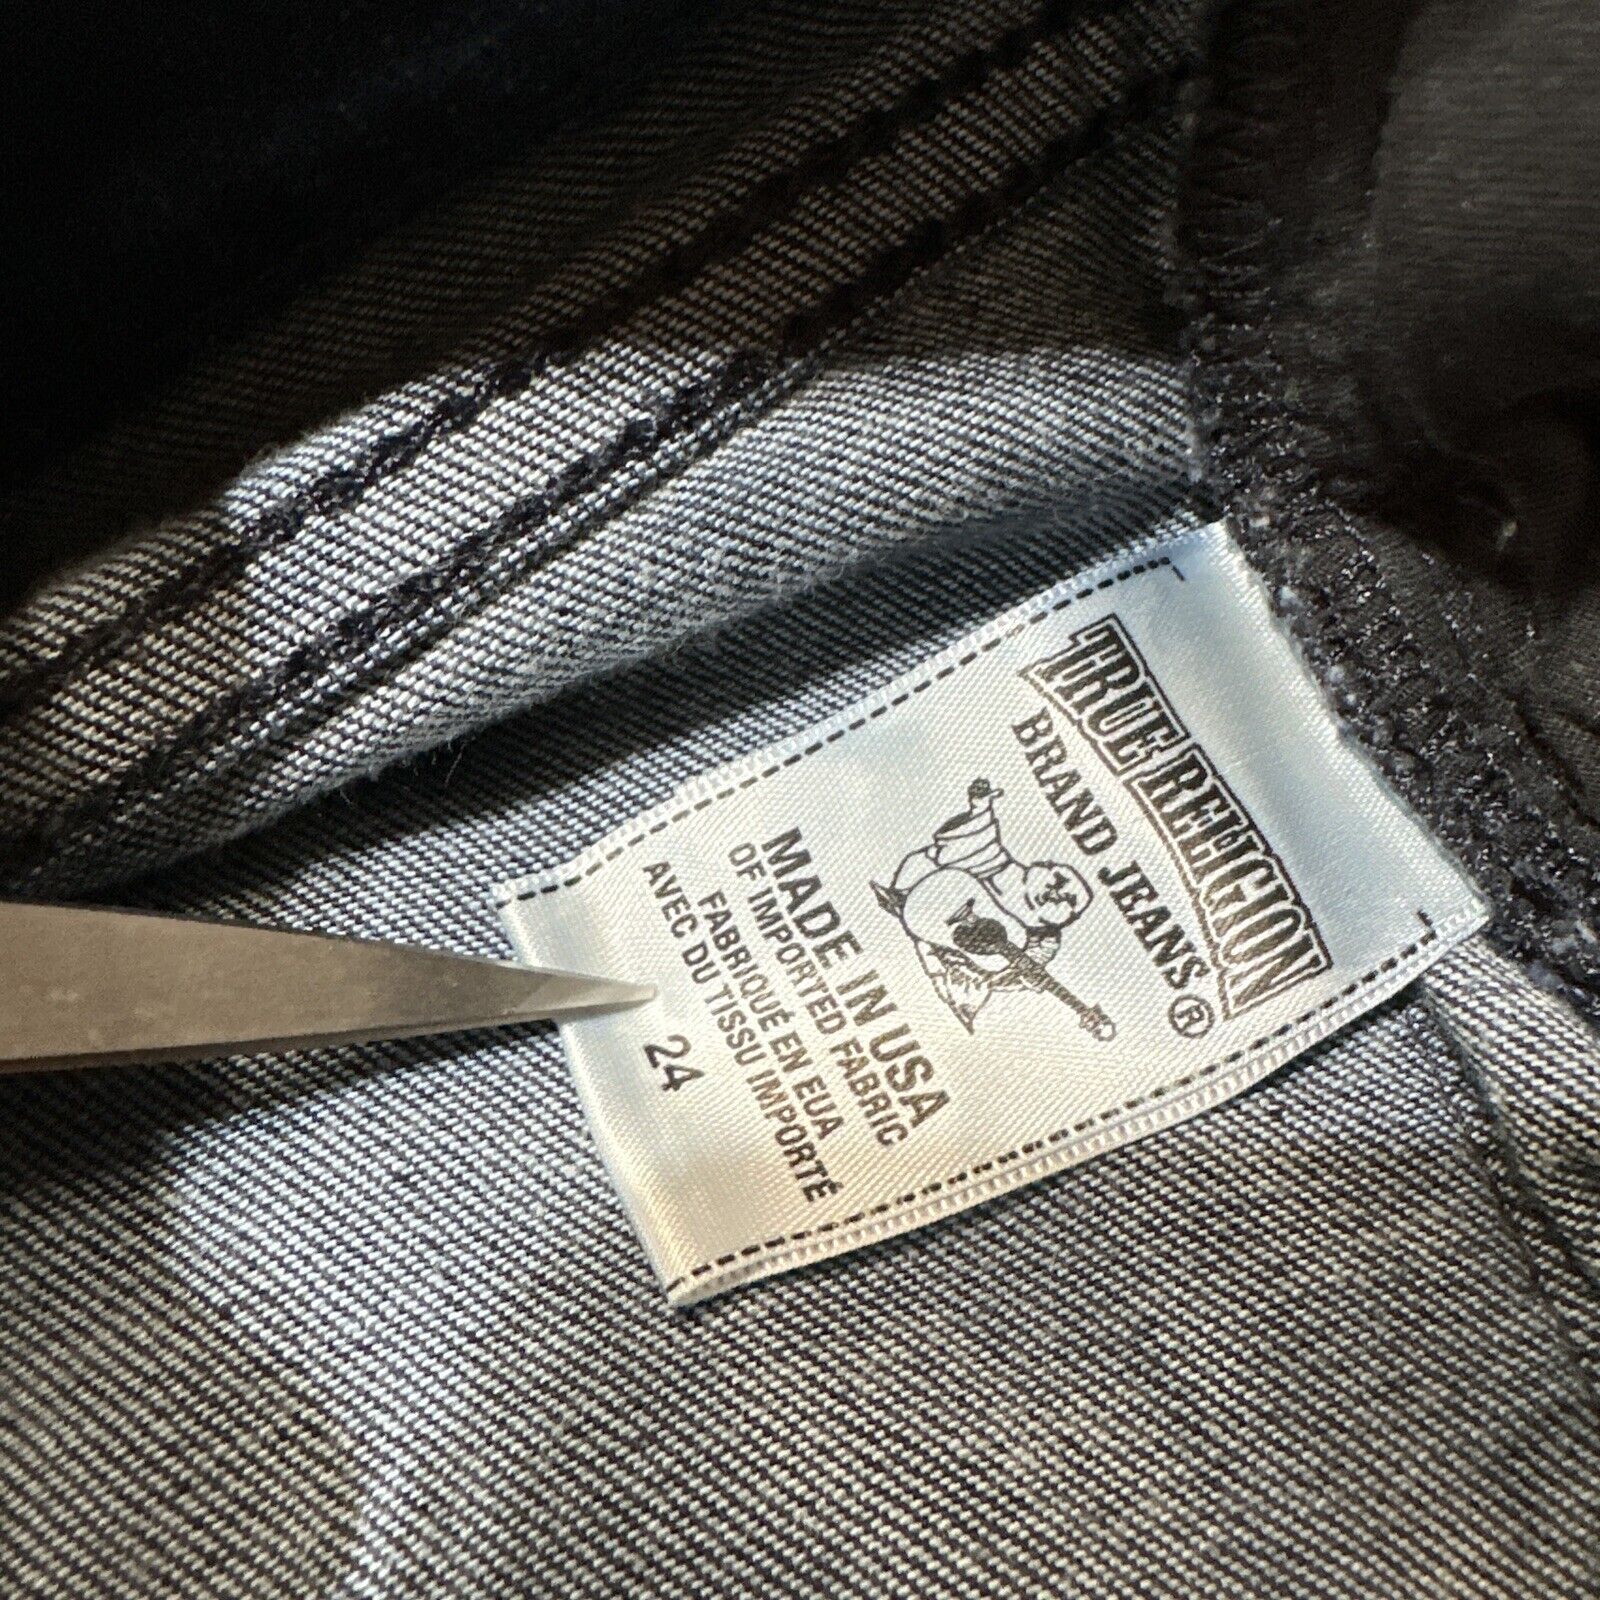 TRUE RELIGION
BRAND JEANS®
MADE IN USA
OF IMPORTED FABRIC
FABRIQUÉ EN EUA
AVEC DU TISSU IMPORTÉ
24